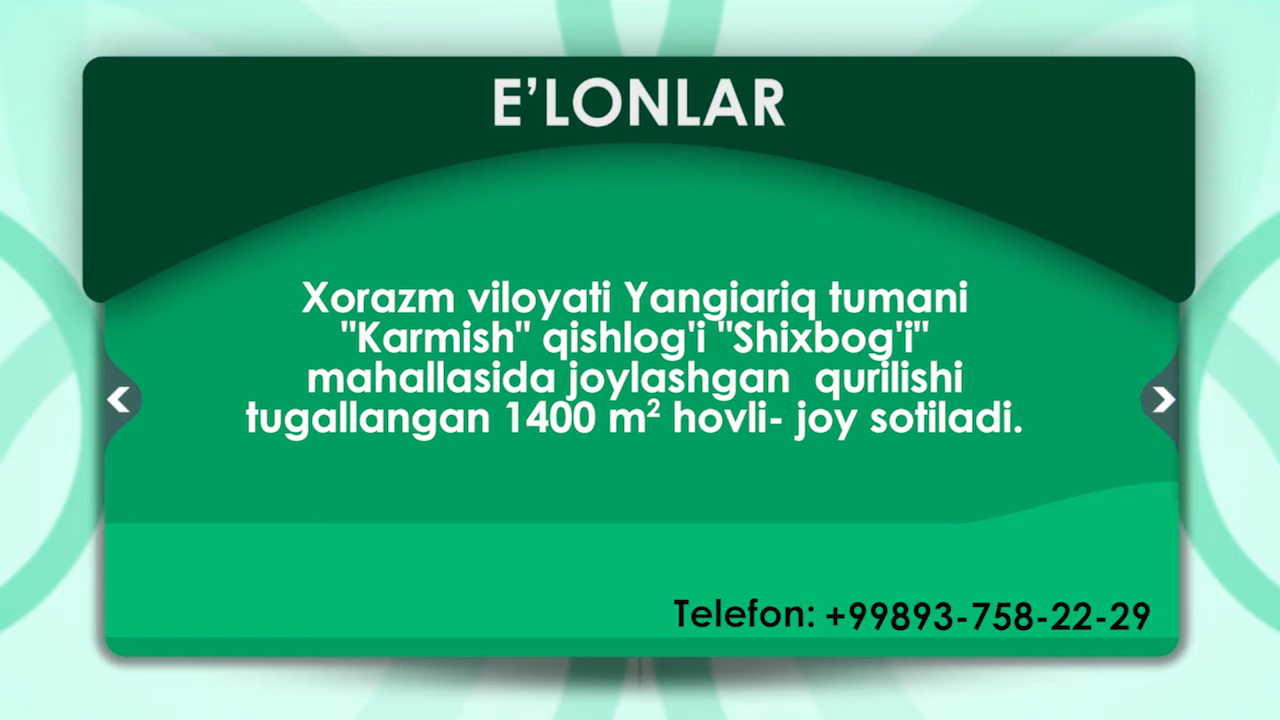 E’LONLAR
Xorazm viloyati Yangiariq tumani
"Karmish" qishlog'i "Shixbog'i"
mahallasida joylashgan  qurilishi
tugallangan 1400 m² hovli- joy sotiladi.
Telefon: +99893-758-22-29